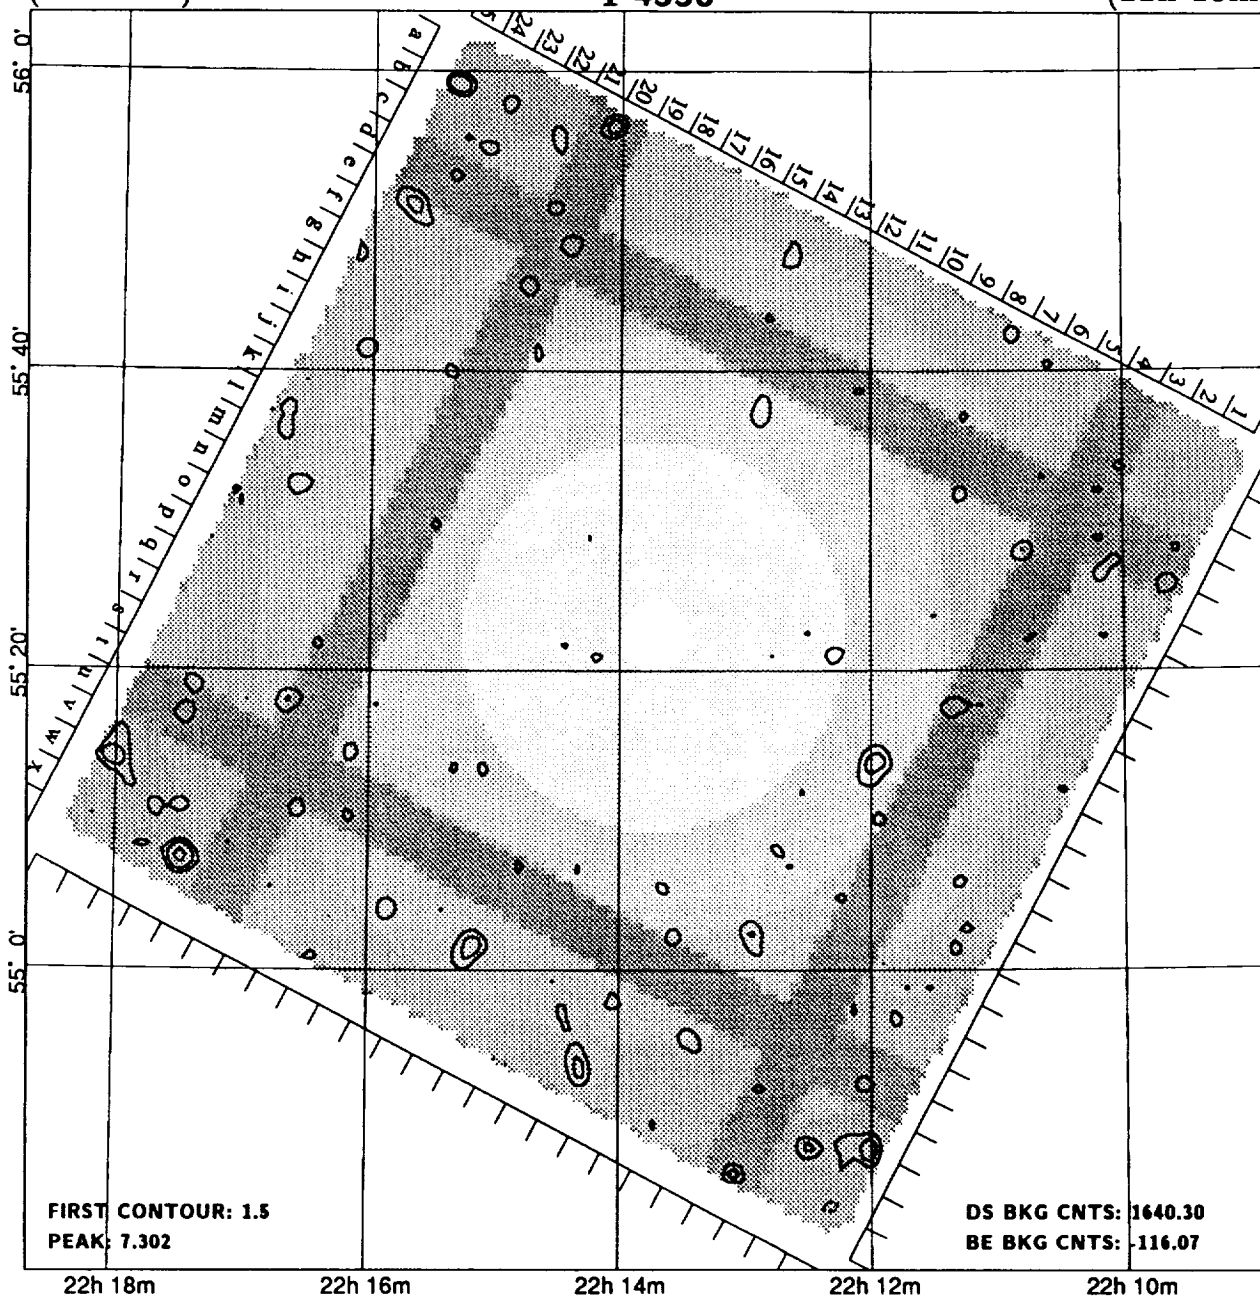 24 23 22 21 20 19 18 17 16 15 14 13 12 11 10 9 8 7 6 5 4 3 2 1
a b c d e f g h i j k l m n o p q r s t u v w x
56° 0'
55° 40'
55° 20'
55° 0'
FIRST CONTOUR: 1.5
PEAK: 7.302
DS BKG CNTS: 1640.30
BE BKG CNTS: -116.07
22h 18m 22h 16m 22h 14m 22h 12m 22h 10m